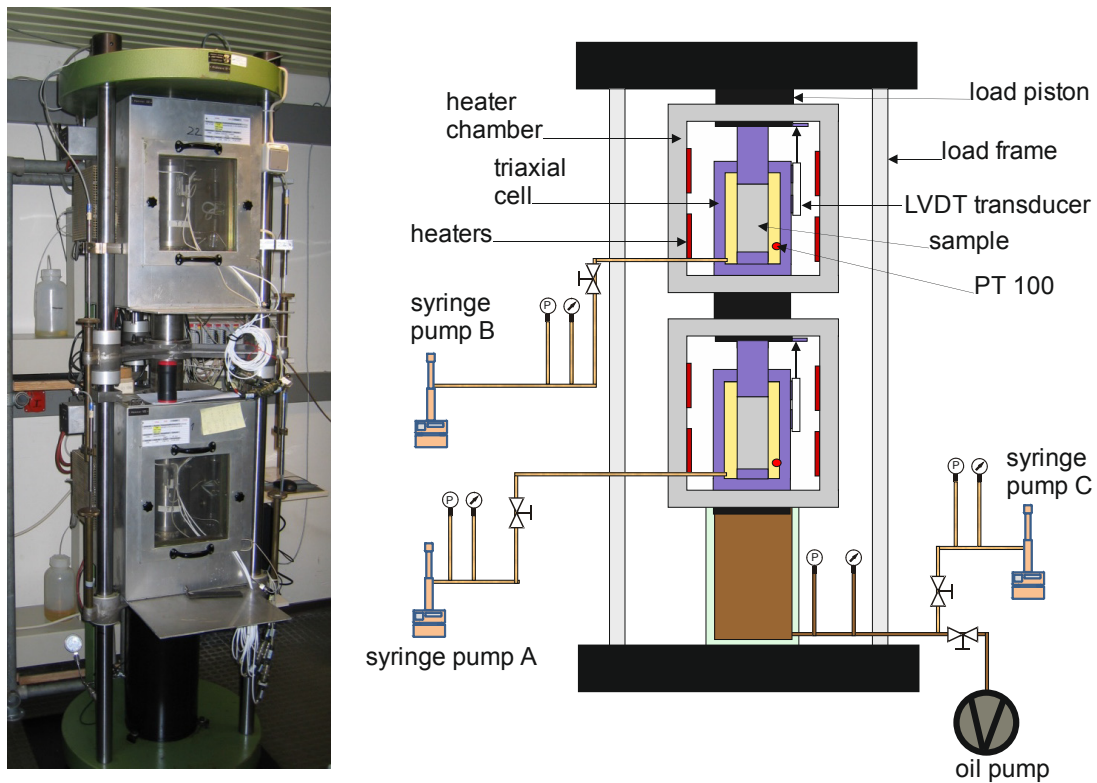 22
heater
chamber
triaxial
cell
heaters
syringe
pump B
P
P
syringe pump A
load piston
load frame
LVDT transducer
sample
PT 100
P
syringe
pump C
P
oil pump